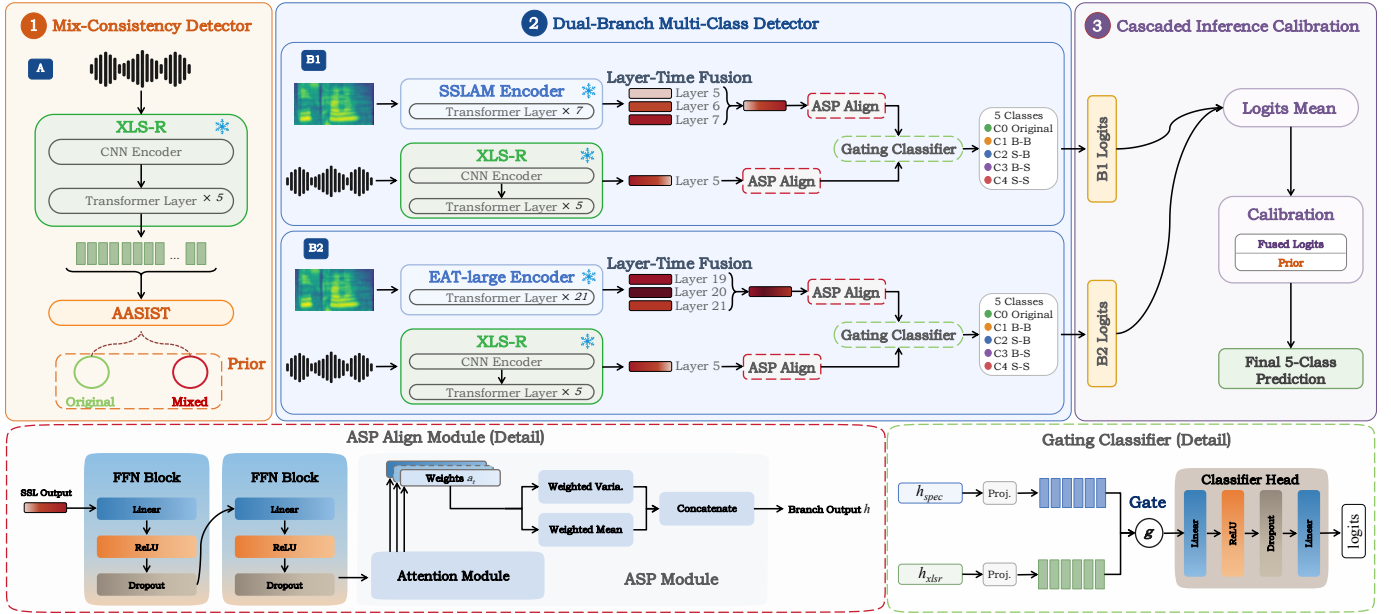 1 Mix-Consistency Detector
A
XLS-R
CNN Encoder
Transformer Layer × 5
...
AASIST
Prior
Original
Mixed
2 Dual-Branch Multi-Class Detector
B1
SSLAM Encoder
Transformer Layer × 7
Layer-Time Fusion
Layer 5
Layer 6
Layer 7
ASP Align
XLS-R
CNN Encoder
Transformer Layer × 5
Layer 5
ASP Align
Gating Classifier
5 Classes
C0 Original
C1 B-B
C2 S-B
C3 B-S
C4 S-S
B2
EAT-large Encoder
Transformer Layer × 21
Layer-Time Fusion
Layer 19
Layer 20
Layer 21
ASP Align
XLS-R
CNN Encoder
Transformer Layer × 5
Layer 5
ASP Align
Gating Classifier
5 Classes
C0 Original
C1 B-B
C2 S-B
C3 B-S
C4 S-S
3 Cascaded Inference Calibration
B1 Logits
B2 Logits
Logits Mean
Calibration
Fused Logits
Prior
Final 5-Class
Prediction
ASP Align Module (Detail)
SSL Output
FFN Block
Linear
ReLU
Dropout
FFN Block
Linear
ReLU
Dropout
Weights a_t
Attention Module
Weighted Varia.
Weighted Mean
Concatenate
ASP Module
Branch Output h
Gating Classifier (Detail)
h_spec
Proj.
h_xlsr
Proj.
Gate
g
Classifier Head
Linear
ReLU
Dropout
Linear
logits